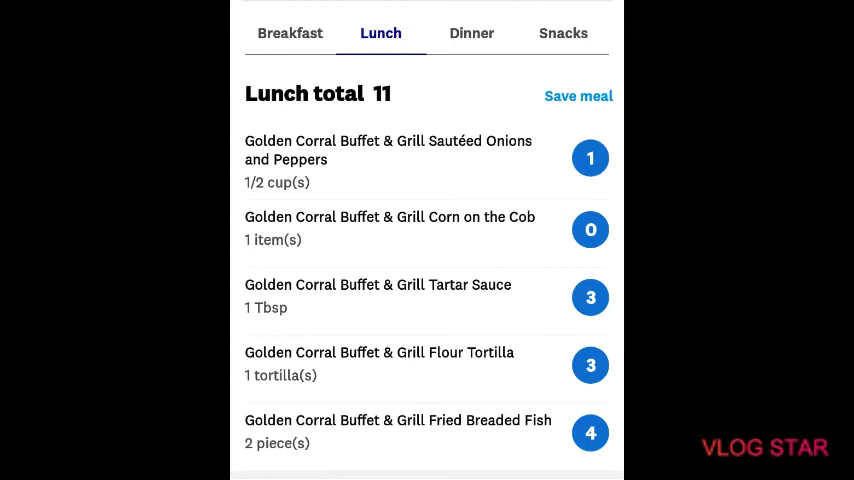 Breakfast Lunch Dinner Snacks
Lunch total 11 Save meal
Golden Corral Buffet & Grill Sautéed Onions
and Peppers
1
1/2 cup(s)
Golden Corral Buffet & Grill Corn on the Cob
0
1 item(s)
Golden Corral Buffet & Grill Tartar Sauce
3
1 Tbsp
Golden Corral Buffet & Grill Flour Tortilla
3
1 tortilla(s)
Golden Corral Buffet & Grill Fried Breaded Fish
4
2 piece(s)
VLOG STAR